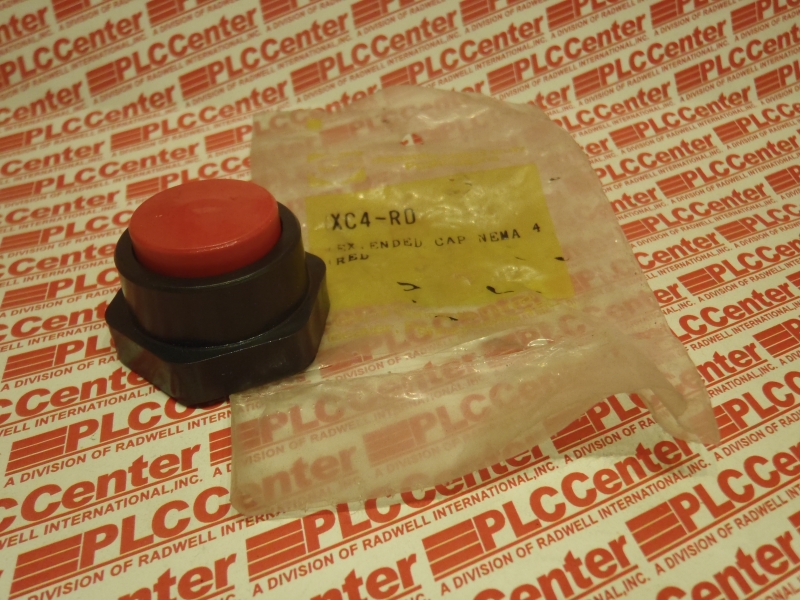 XC4-RD
EXTENDED CAP NEMA 4
RED
PLCCenter
A DIVISION OF RADWELL INTERNATIONAL, INC.